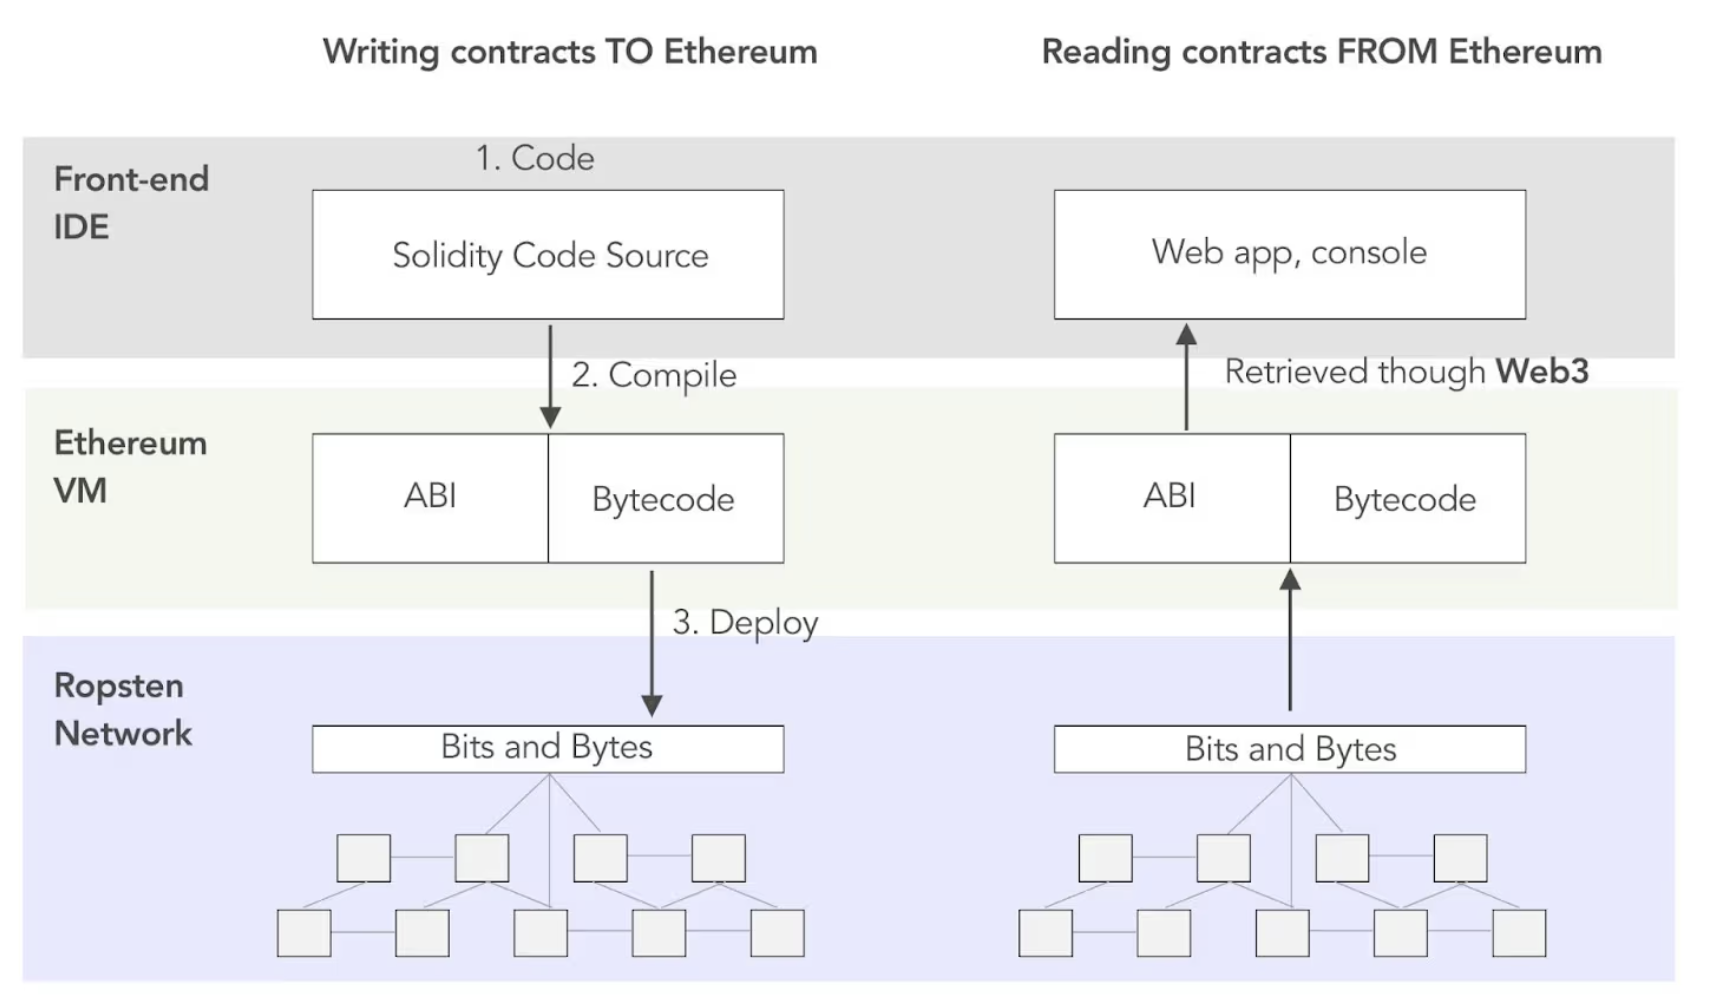 Writing contracts TO Ethereum
Reading contracts FROM Ethereum
Front-end
IDE
1. Code
Solidity Code Source
Web app, console
2. Compile
Retrieved though Web3
Ethereum
VM
ABI
Bytecode
ABI
Bytecode
3. Deploy
Ropsten
Network
Bits and Bytes
Bits and Bytes